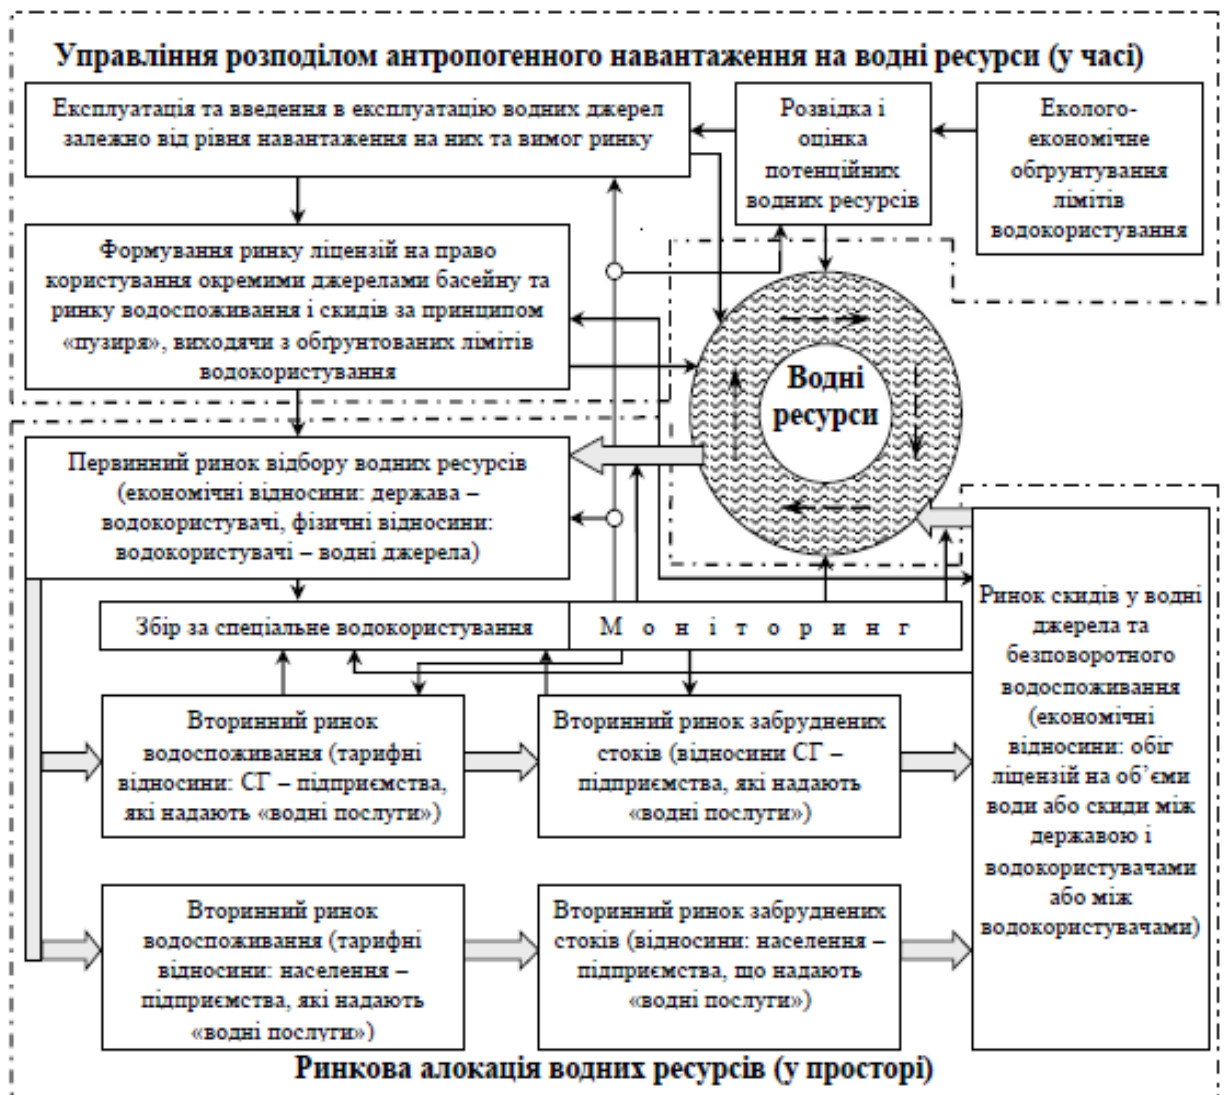 Управління розподілом антропогенного навантаження на водні ресурси (у часі)
Експлуатація та введення в експлуатацію водних джерел
залежно від рівня навантаження на них та вимог ринку
Розвідка і
оцінка
потенційних
водних ресурсів
Еколого-
економічне
обґрунтування
лімітів
водокористування
Формування ринку ліцензій на право
користування окремими джерелами басейну та
ринку водоспоживання і скидів за принципом
«пузиря», виходячи з обґрунтованих лімітів
водокористування
Водні
ресурси
Первинний ринок відбору водних ресурсів
(економічні відносини: держава –
водокористувачі, фізичні відносини:
водокористувачі – водні джерела)
Збір за спеціальне водокористування
М о н і т о р и н г
Вторинний ринок
водоспоживання (тарифні
відносини: СГ – підприємства,
які надають «водні послуги»)
Вторинний ринок забруднених
стоків (відносини СГ –
підприємства, які надають
«водні послуги»)
Ринок скидів у водні
джерела та
безповоротного
водоспоживання
(економічні
відносини: обіг
ліцензій на об’єми
води або скиди між
державою і
водокористувачами
або між
водокористувачами)
Вторинний ринок
водоспоживання (тарифні
відносини: населення –
підприємства, які надають
«водні послуги»)
Вторинний ринок забруднених
стоків (відносини: населення –
підприємства, що надають
«водні послуги»)
Ринкова алокація водних ресурсів (у просторі)